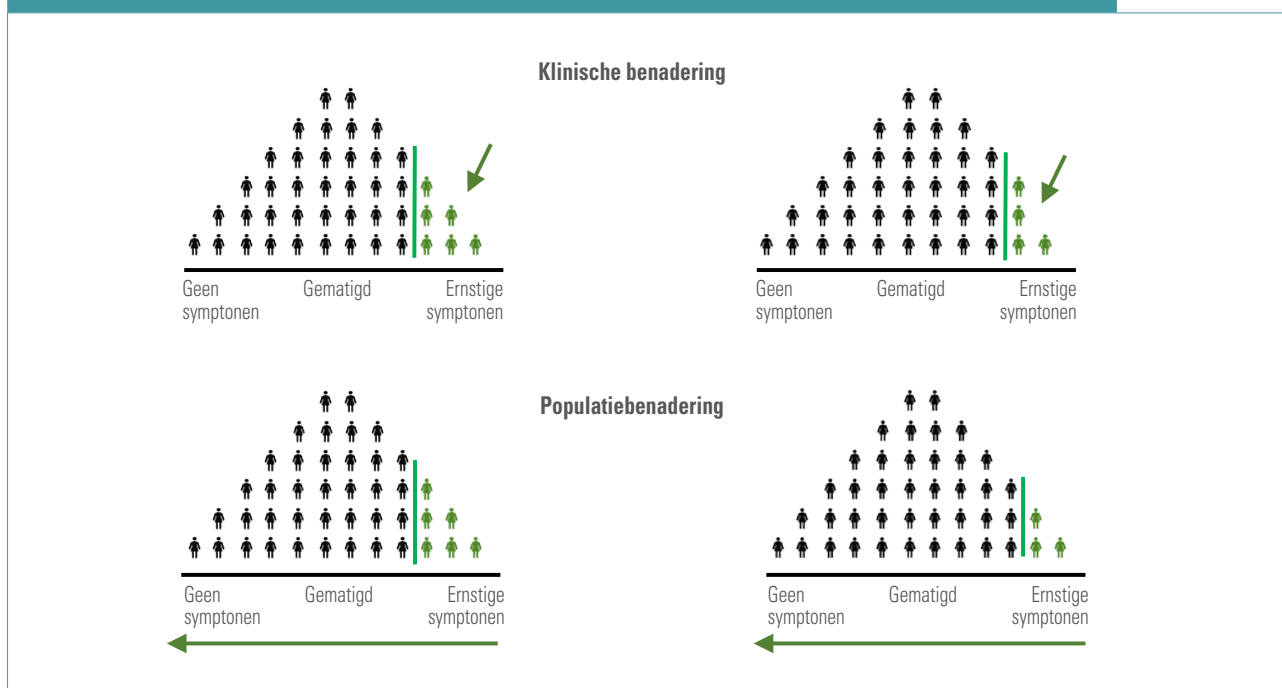 Klinische benadering
Geen
symptonen
Gematigd
Ernstige
symptonen
Geen
symptonen
Gematigd
Ernstige
symptonen
Populatiebenadering
Geen
symptonen
Gematigd
Ernstige
symptonen
Geen
symptonen
Gematigd
Ernstige
symptonen